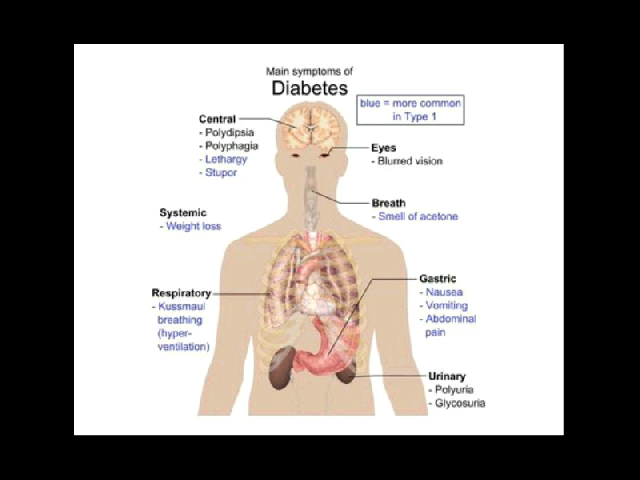 Main symptoms of
Diabetes
blue = more common
in Type 1
Central
- Polydipsia
- Polyphagia
- Lethargy
- Stupor
Eyes
- Blurred vision
Breath
- Smell of acetone
Systemic
- Weight loss
Respiratory
- Kussmaul
breathing
(hyper-
ventilation)
Gastric
- Nausea
- Vomiting
- Abdominal
pain
Urinary
- Polyuria
- Glycosuria